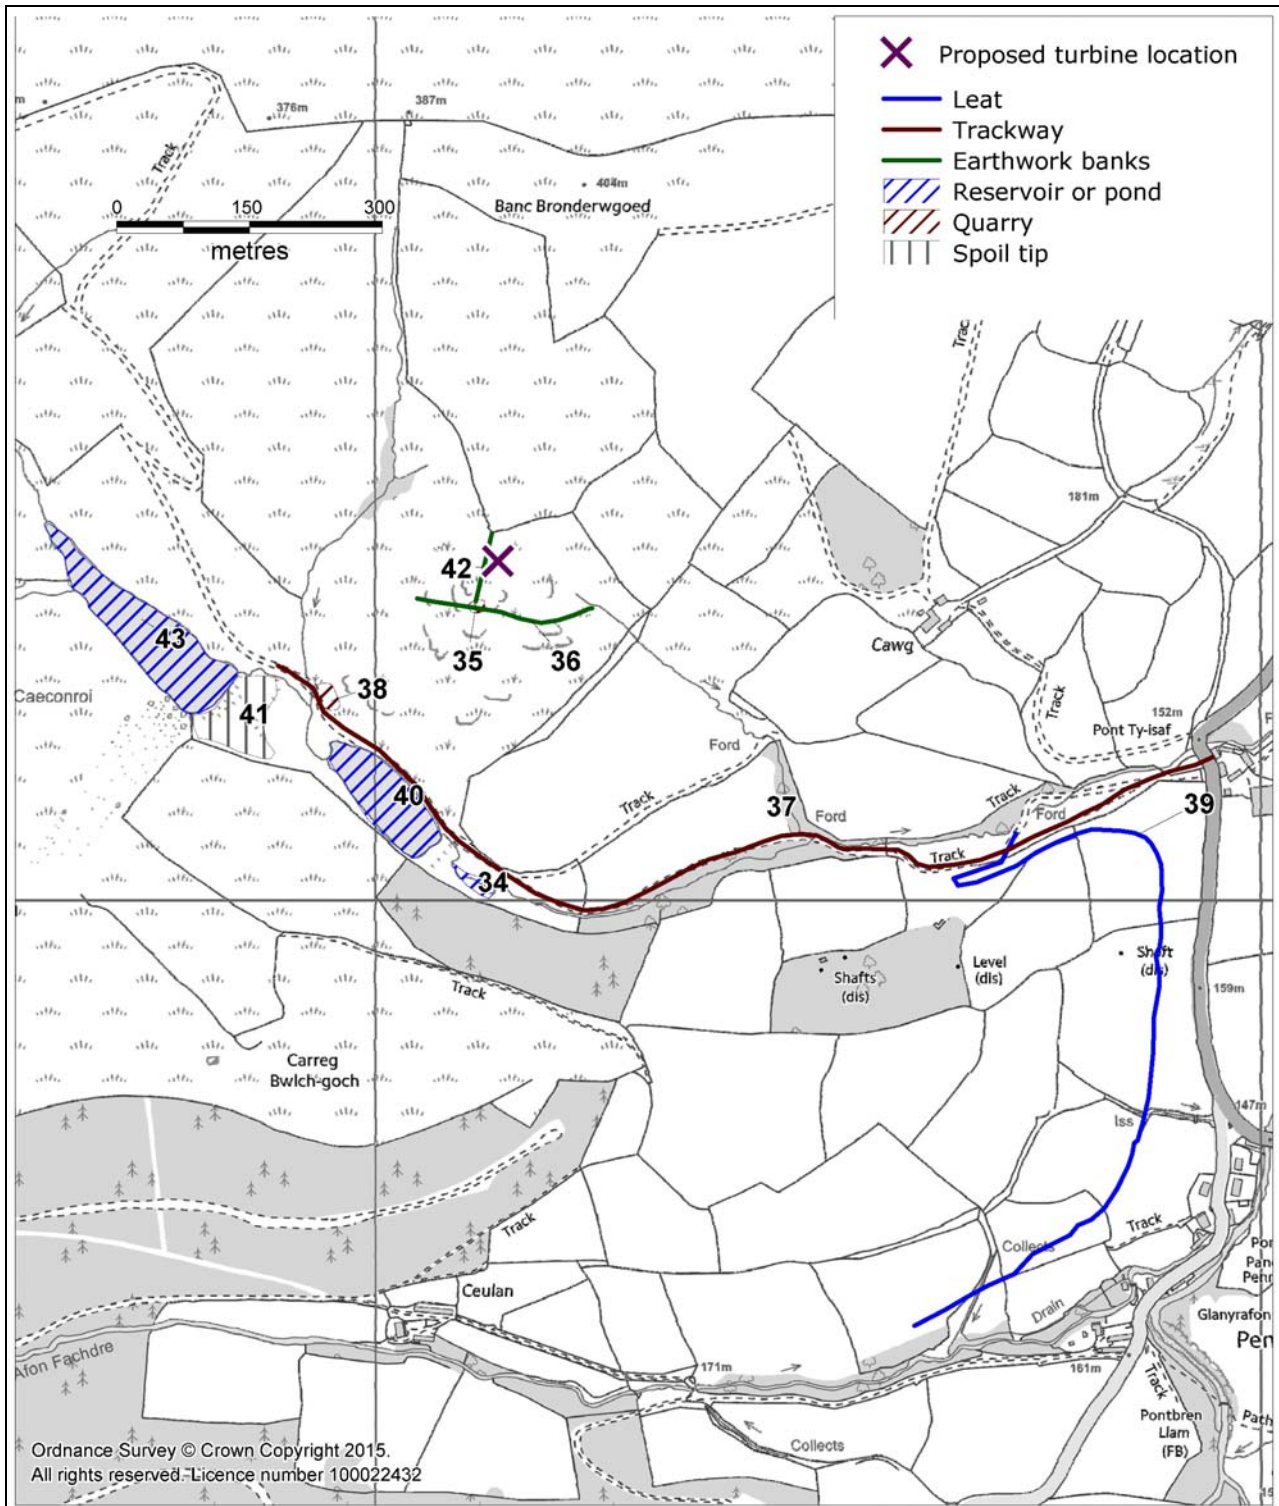 Proposed turbine location
Leat
Trackway
Earthwork banks
Reservoir or pond
Quarry
Spoil tip
376m
387m
Track
404m
Banc Bronderwgoed
0 150 300
metres
Track
181m
42
35 36
Cawg
43
38
Caeconroi
41
Track
152m
Pont Ty-isaf
Ford
40
Track
37
Ford
Track
Ford
39
Track
34
Shafts
(dis)
Level
(dis)
Shaft
(dis)
159m
Track
Carreg
Bwlch-goch
147m
Iss
Track
Track
Collects
Ceulan
Drain
Glanyrafon
Afon Fachdre
171m
161m
Track
Pontbren
Llam
(FB)
Path
Collects
Ordnance Survey © Crown Copyright 2015.
All rights reserved. Licence number 100022432